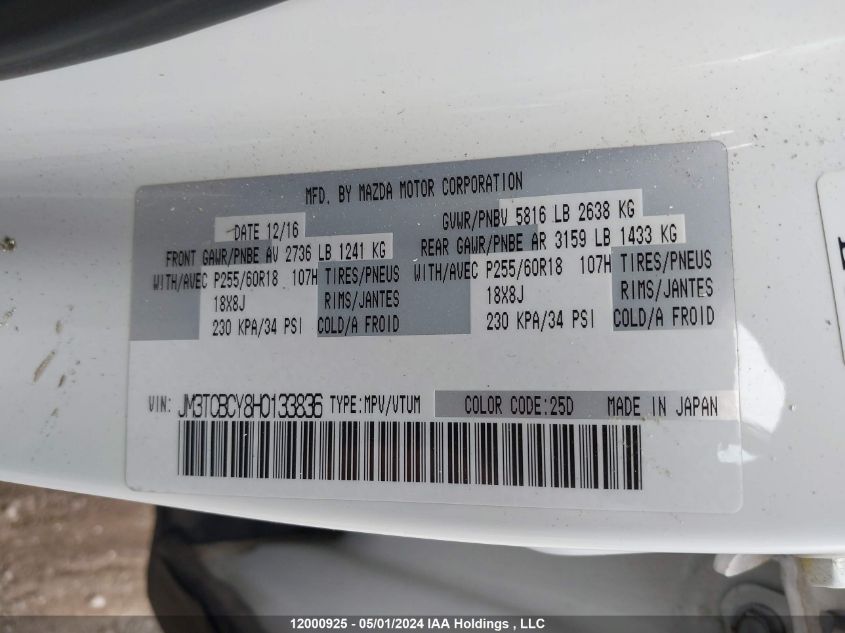 MFD. BY MAZDA MOTOR CORPORATION
DATE 12/16 GVWR/PNBV 5816 LB 2638 KG
FRONT GAWR/PNBE AV 2736 LB 1241 KG REAR GAWR/PNBE AR 3159 LB 1433 KG
WITH/AVEC P255/60R18 107H TIRES/PNEUS WITH/AVEC P255/60R18 107H TIRES/PNEUS
18X8J RIMS/JANTES 18X8J RIMS/JANTES
230 KPA/34 PSI COLD/A FROID 230 KPA/34 PSI COLD/A FROID
VIN: JM3TCBCY8H0133836 TYPE:MPV/VTUM COLOR CODE:25D MADE IN JAPAN
12000925 - 05/01/2024 IAA Holdings , LLC